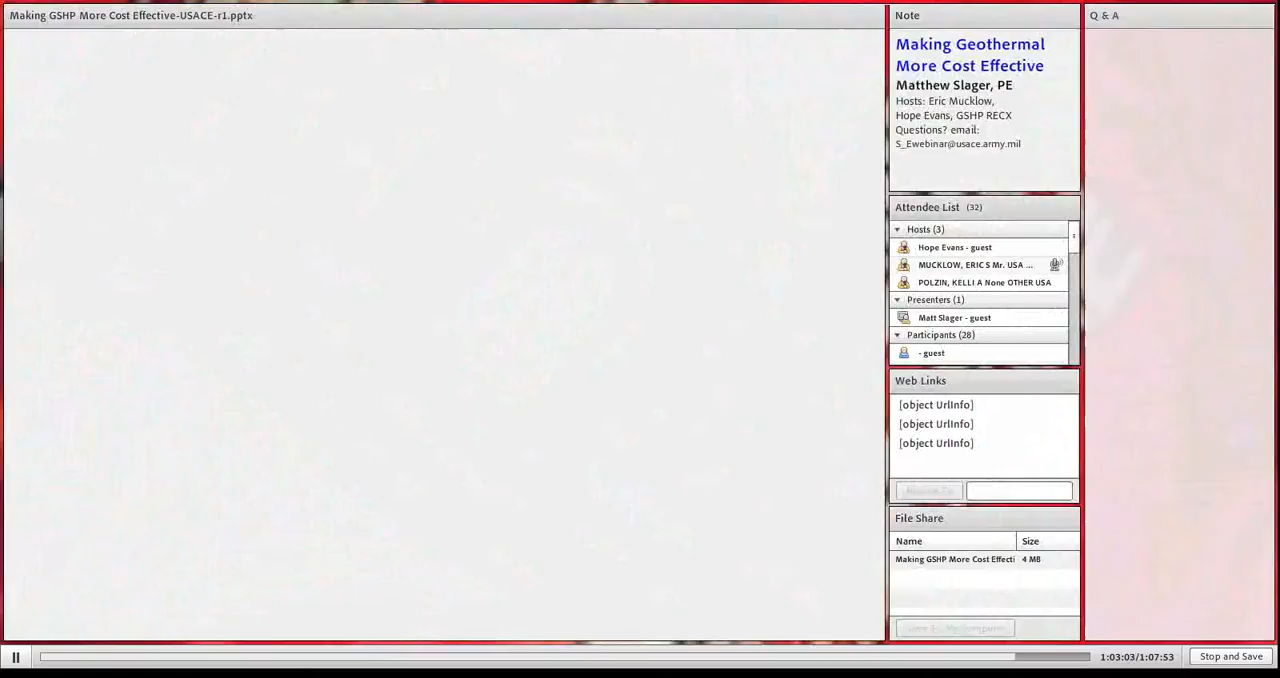 Making GSHP More Cost Effective-USACE-r1.pptx
Note
Making Geothermal
More Cost Effective
Matthew Slager, PE
Hosts: Eric Mucklow,
Hope Evans, GSHP RECX
Questions? email:
S_Ewebinar@usace.army.mil
Attendee List (32)
Hosts (3)
Hope Evans - guest
MUCKLOW, ERIC S Mr. USA ...
POLZIN, KELLI A None OTHER USA
Presenters (1)
Matt Slager - guest
Participants (28)
- guest
Web Links
[object UrlInfo]
[object UrlInfo]
[object UrlInfo]
File Share
Name Size
Making GSHP More Cost Effecti 4 MB
Q & A
1:03:03/1:07:53
Stop and Save